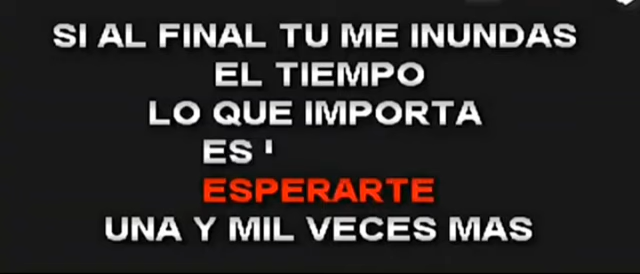 SI AL FINAL TU ME INUNDAS
EL TIEMPO
LO QUE IMPORTA
ES
ESPERARTE
UNA Y MIL VECES MAS